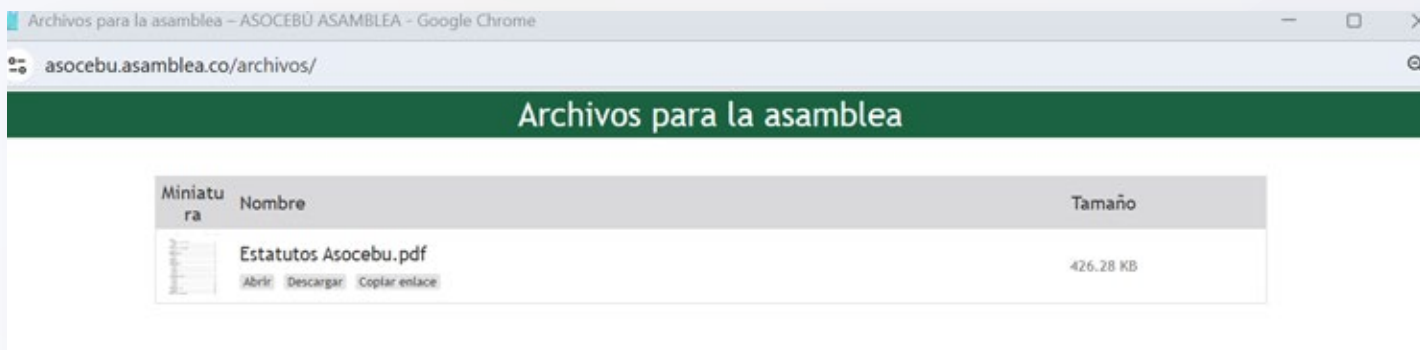 Archivos para la asamblea – ASOCEBÚ ASAMBLEA - Google Chrome
asocebu.asamblea.co/archivos/
Archivos para la asamblea
Miniatu
ra
Nombre
Tamaño
Estatutos Asocebu.pdf
426.28 KB
Abrir Descargar Copiar enlace